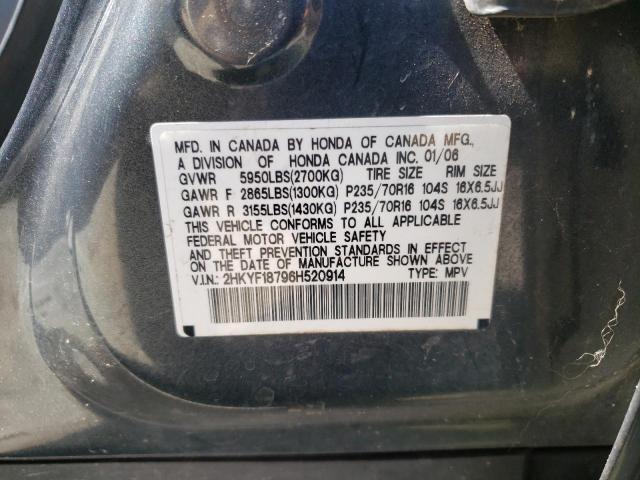 MFD. IN CANADA BY HONDA OF CANADA MFG.,
A DIVISION OF HONDA CANADA INC. 01/06
GVWR 5950LBS(2700KG) TIRE SIZE RIM SIZE
GAWR F 2865LBS(1300KG) P235/70R16 104S 16X6.5JJ
GAWR R 3155LBS(1430KG) P235/70R16 104S 16X6.5JJ
THIS VEHICLE CONFORMS TO ALL APPLICABLE
FEDERAL MOTOR VEHICLE SAFETY
AND THEFT PREVENTION STANDARDS IN EFFECT
ON THE DATE OF MANUFACTURE SHOWN ABOVE
V.I.N.: 2HKYF18796H520914 TYPE: MPV